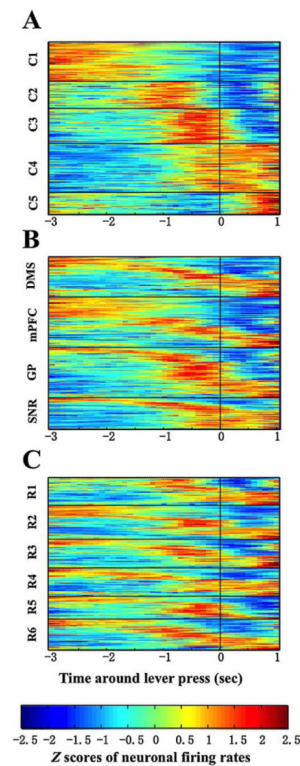 A
C1
C2
C3
C4
C5
-3 -2 -1 0 1
B
DMS
mPFC
GP
SNR
-3 -2 -1 0 1
C
R1
R2
R3
R4
R5
R6
-3 -2 -1 0 1
Time around lever press (sec)
-2.5 -2 -1.5 -1 -0.5 0 0.5 1 1.5 2 2.5
Z scores of neuronal firing rates